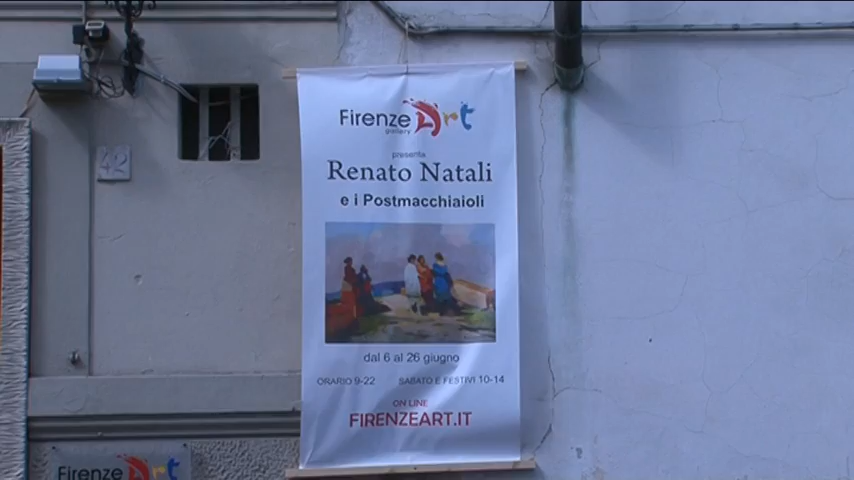 42
Firenze Art
gallery
presenta
Renato Natali
e i Postmacchiaioli
dal 6 al 26 giugno
ORARIO 9-22 SABATO E FESTIVI 10-14
ON LINE
FIRENZEART.IT
Firenze Art